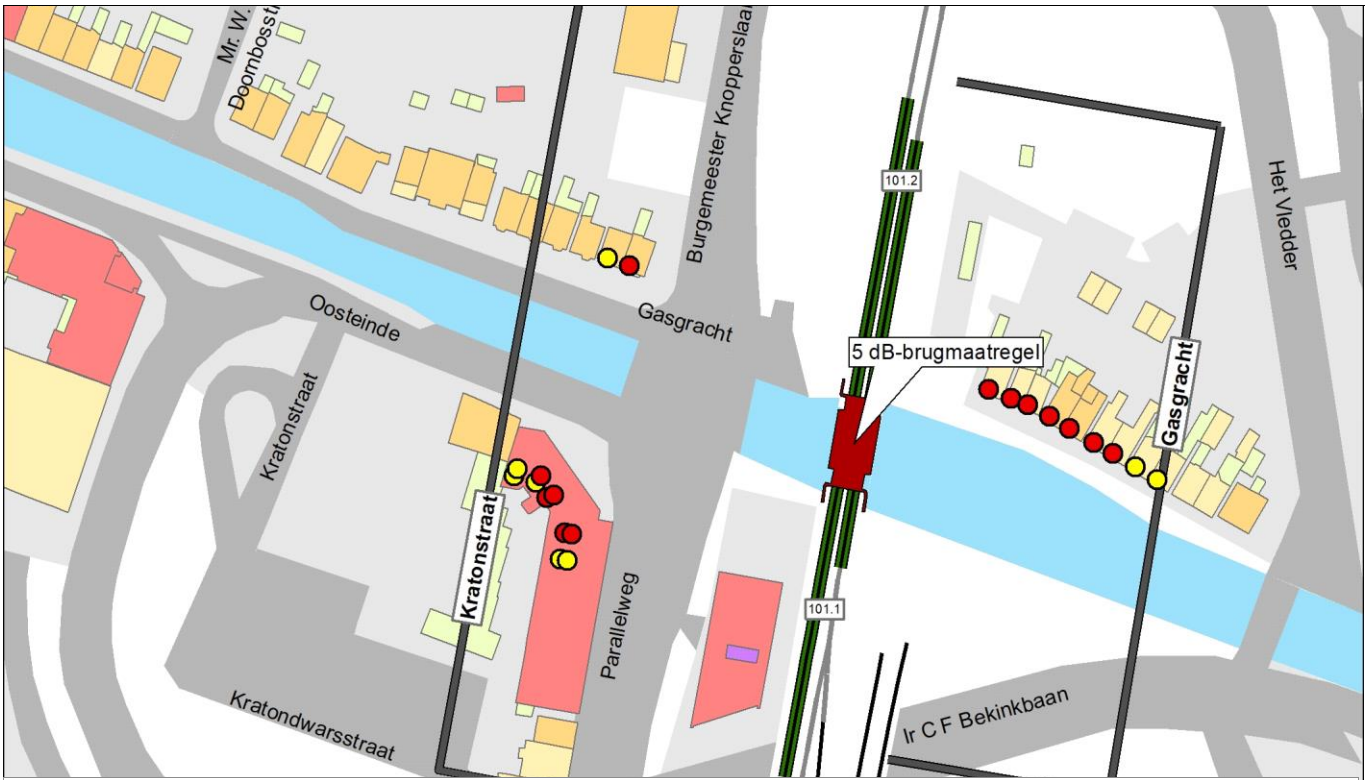 Mr. W.
Doornbosstr
Burgemeester Knopperslaan
101.2
Het Vledder
Gasgracht
Oosteinde
5 dB-brugmaatregel
Kratonstraat
Gasgracht
Kratonstraat
101.1
Parallelweg
Kratondwarsstraat
Ir C F Bekinkbaan